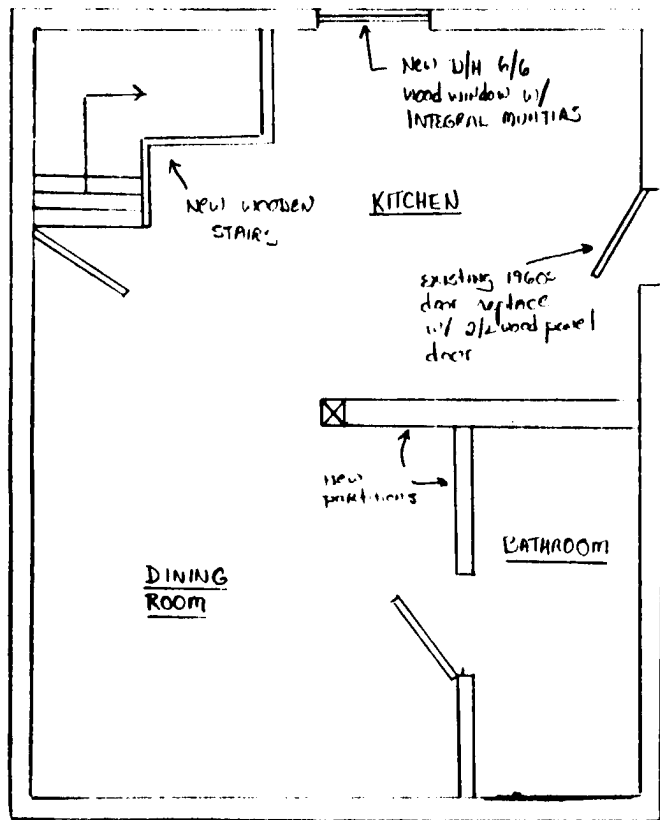 New D/H 6/6
wood window w/
INTEGRAL MUNTINS
NEW WOODEN
STAIRS
KITCHEN
existing 1960s
door replace
w/ 2/2 wood panel
door
new
partitions
BATHROOM
DINING
ROOM